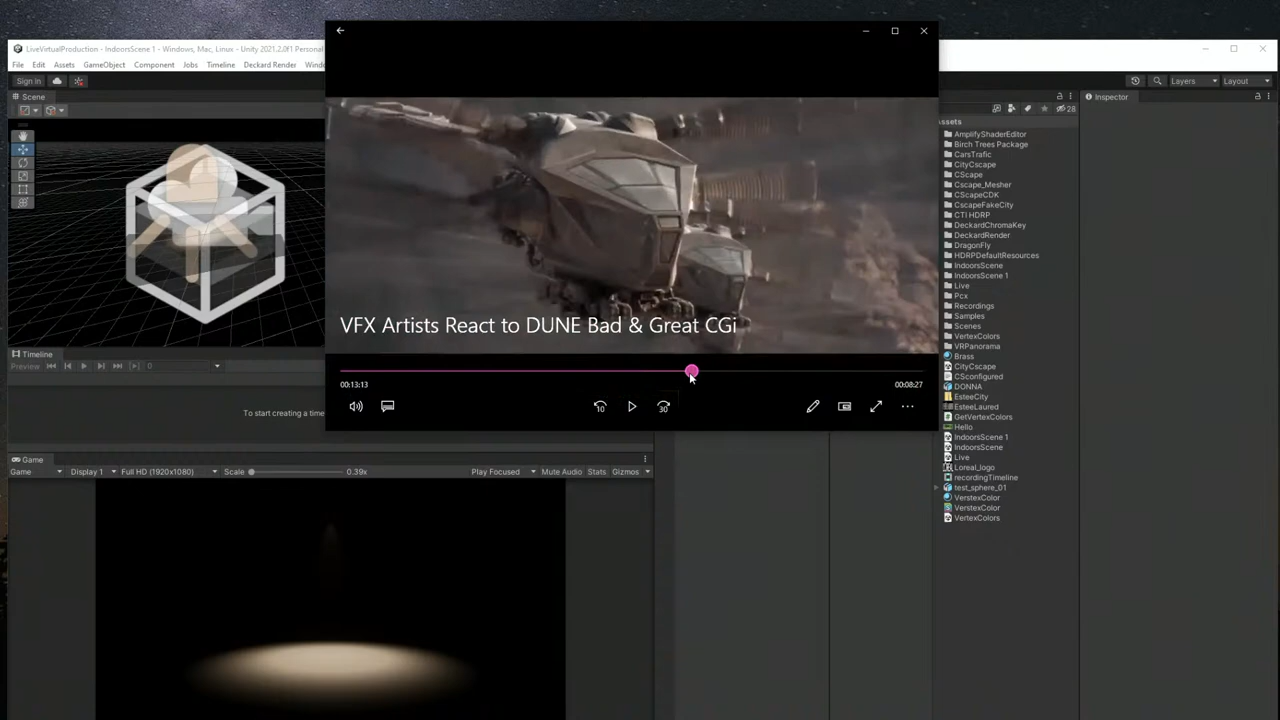 LiveVirtualProduction - IndoorsScene 1 - Windows, Mac, Linux - Unity 2021.2.0f1 Personal
File Edit Assets GameObject Component Jobs Timeline Deckard Render
Sign in
Layers
Layout
Scene
Inspector
28
VFX Artists React to DUNE Bad & Great CGi
00:13:13
00:08:27
10
30
Timeline
Preview
0
To start creating a time
Game
Game Display 1 Full HD (1920x1080) Scale 0.39x Play Focused Mute Audio Stats Gizmos
AmplifyShaderEditor
Birch Trees Package
CarsTrafic
CityCscape
CScape
Cscape_Mesher
CScapeCDK
CscapeFakeCity
CTI HDRP
DeckardChromaKey
DeckardRender
DragonFly
HDRPDefaultResources
IndoorsScene
IndoorsScene 1
Live
Pcx
Recordings
Samples
Scenes
VertexColors
VRPanorama
Brass
CityCscape
CSconfigured
DONNA
EsteeCity
EsteeLaured
GetVertexColors
Hello
IndoorsScene 1
IndoorsScene
Live
Loreal_logo
recordingTimeline
test_sphere_01
VerstexColor
VerstexColor
VertexColors